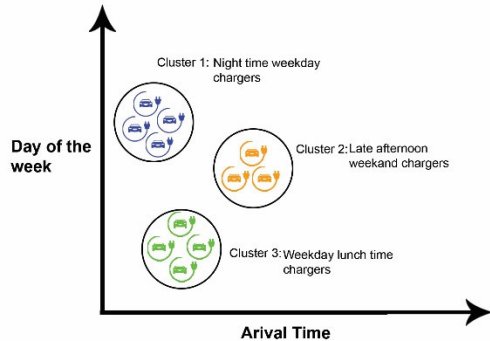 Cluster 1: Night time weekday
chargers
Day of the
week
Cluster 2: Late afternoon
weekand chargers
Cluster 3: Weekday lunch time
chargers
Arival Time